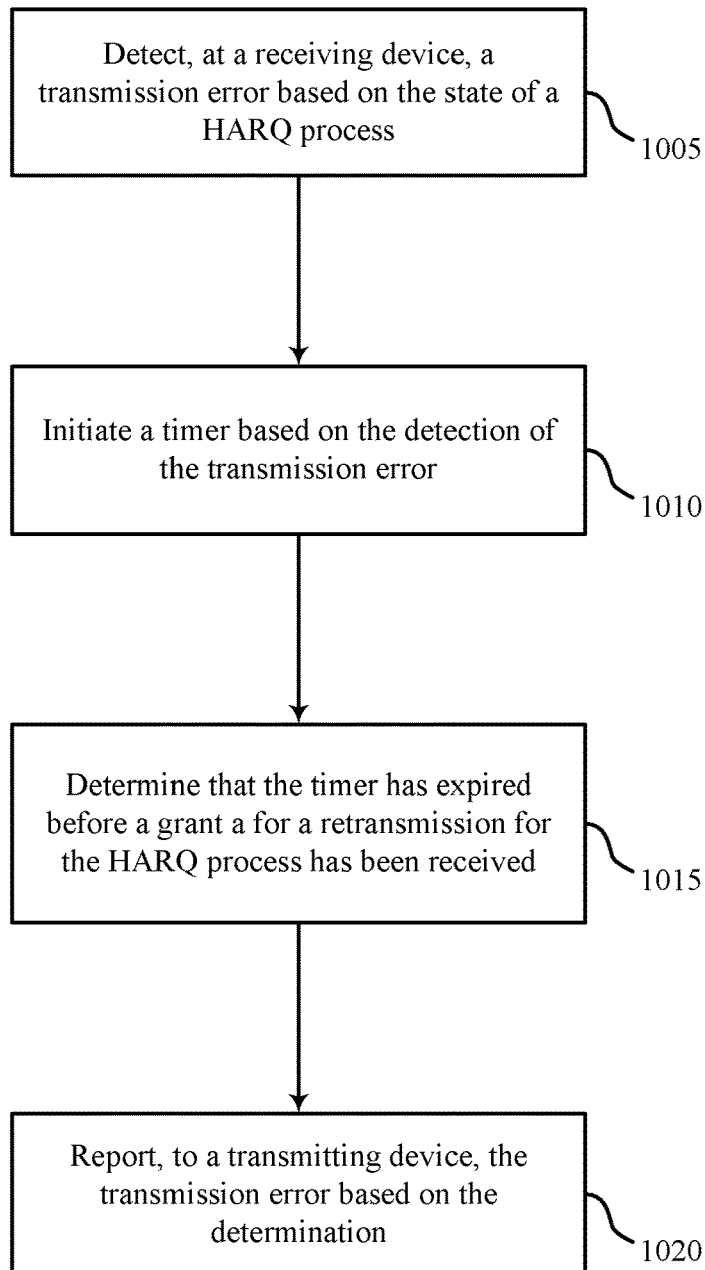 Detect, at a receiving device, a
transmission error based on the state of a
HARQ process
1005
Initiate a timer based on the detection of
the transmission error
1010
Determine that the timer has expired
before a grant a for a retransmission for
the HARQ process has been received
1015
Report, to a transmitting device, the
transmission error based on the
determination
1020